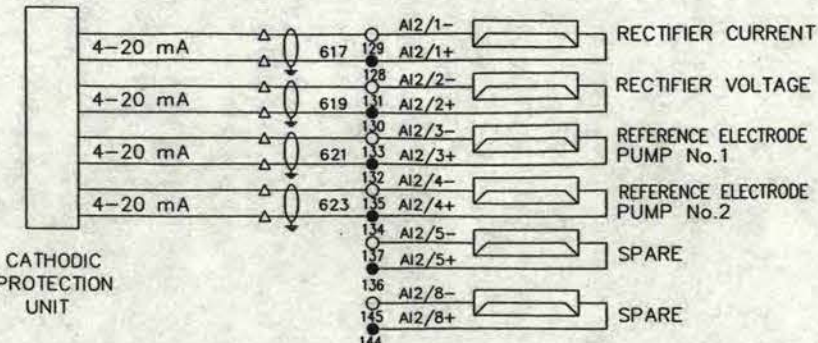 AI2/1-
RECTIFIER CURRENT
4-20 mA
617
129
AI2/1+
128
AI2/2-
RECTIFIER VOLTAGE
4-20 mA
619
131
AI2/2+
130
AI2/3-
REFERENCE ELECTRODE
PUMP No.1
4-20 mA
621
133
AI2/3+
132
AI2/4-
REFERENCE ELECTRODE
PUMP No.2
4-20 mA
623
135
AI2/4+
134
AI2/5-
SPARE
137
AI2/5+
CATHODIC
PROTECTION
UNIT
136
AI2/8-
SPARE
145
AI2/8+
144